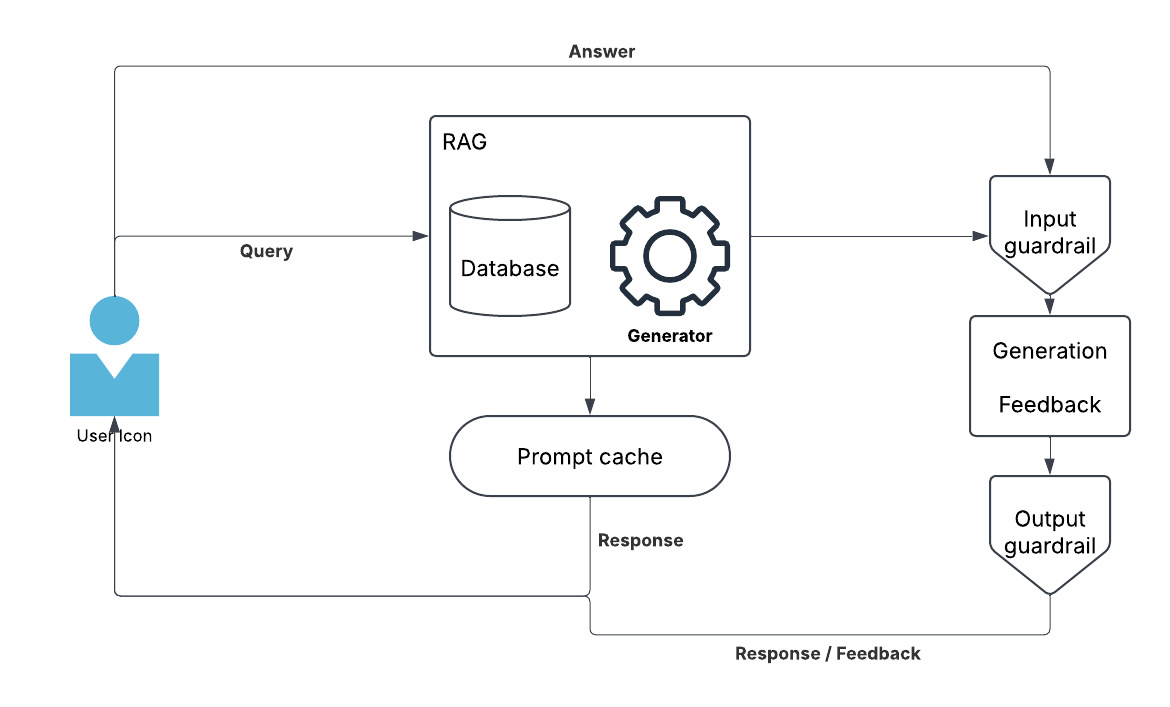 Answer
RAG
Input
guardrail
Query
Database
Generator
Generation
Feedback
User Icon
Prompt cache
Output
guardrail
Response
Response / Feedback